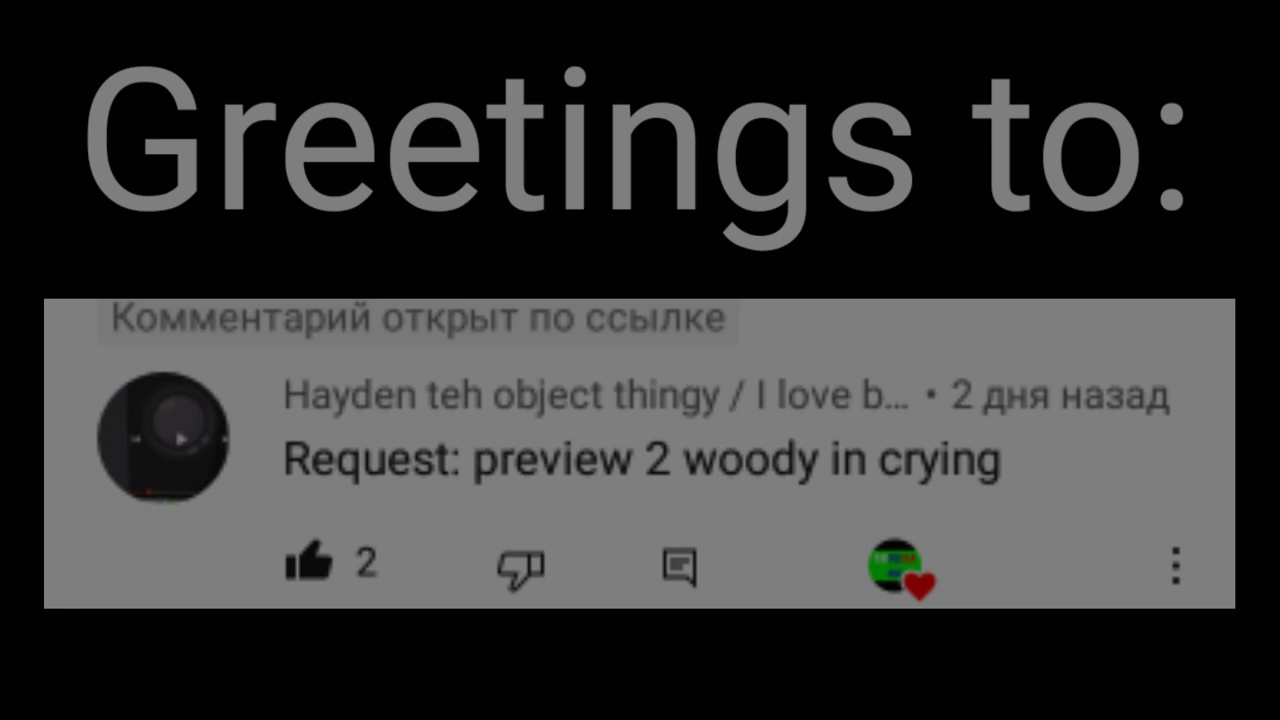 Greetings to:
Комментарий открыт по ссылке
Hayden teh object thingy / I love b... • 2 дня назад
Request: preview 2 woody in crying
2